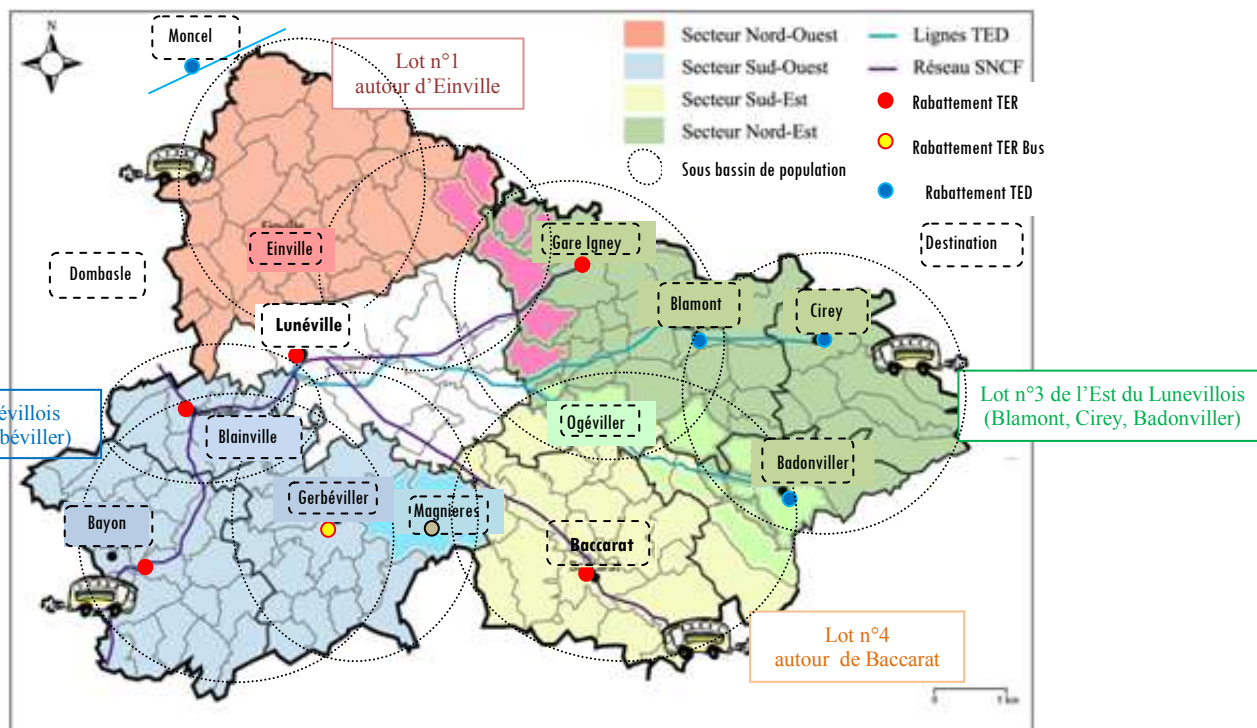 N
Moncel
Lot n°1
autour d’Einville
Secteur Nord-Ouest
Secteur Sud-Ouest
Secteur Sud-Est
Secteur Nord-Est
Sous bassin de population
Lignes TED
Réseau SNCF
Rabattement TER
Rabattement TER Bus
Rabattement TED
Destination
Dombasle
Einville
Gare Igney
Lunéville
Blamont
Cirey
évillois
béviller)
Lot n°3 de l’Est du Lunevillois
(Blamont, Cirey, Badonviller)
Blainville
Ogéviller
Badonviller
Gerbéviller
Magnieres
Bayon
Baccarat
Lot n°4
autour de Baccarat
0